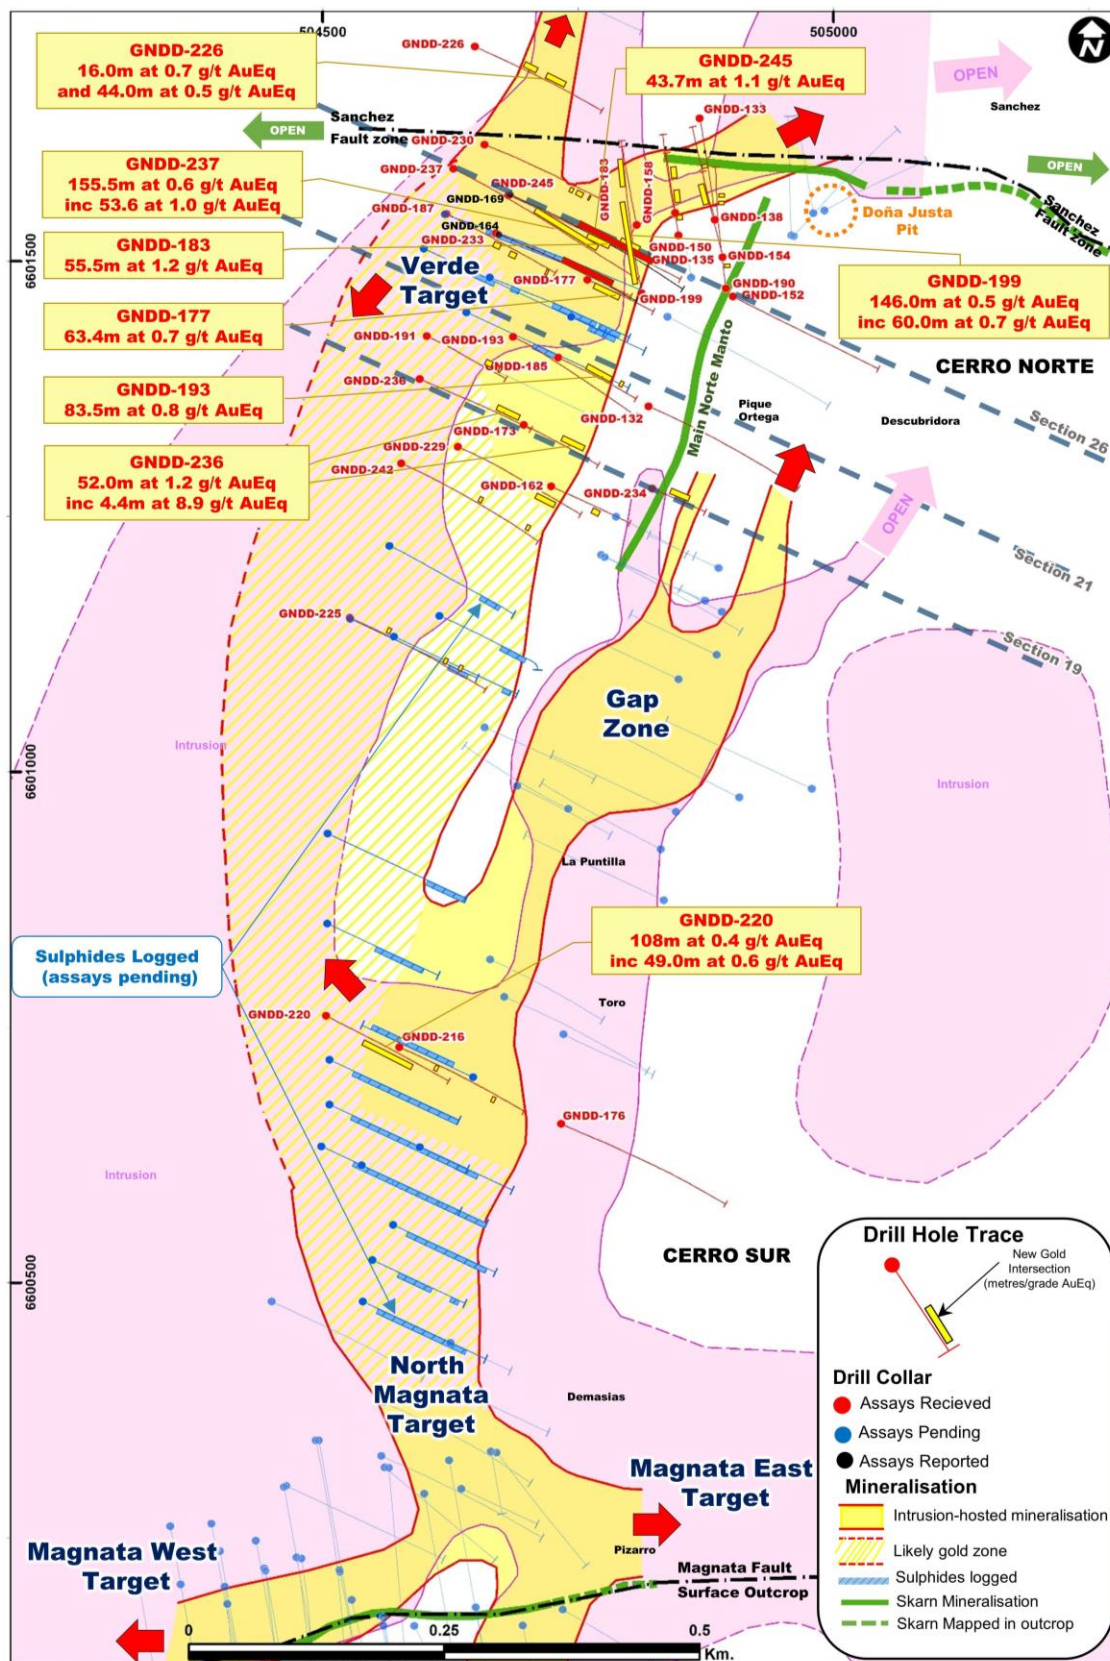 504500
505000
N
GNDD-226
16.0m at 0.7 g/t AuEq
and 44.0m at 0.5 g/t AuEq
GNDD-226
GNDD-245
43.7m at 1.1 g/t AuEq
OPEN
Sanchez
GNDD-133
OPEN
Sanchez
Fault zone
GNDD-230
OPEN
GNDD-237
155.5m at 0.6 g/t AuEq
inc 53.6 at 1.0 g/t AuEq
GNDD-237
GNDD-245
GNDD-169
GNDD-183
GNDD-158
GNDD-187
GNDD-164
GNDD-233
GNDD-138
Doña Justa
Pit
Sanchez
Fault zone
GNDD-150
GNDD-135
GNDD-154
GNDD-183
55.5m at 1.2 g/t AuEq
6601500
Verde
Target
GNDD-177
GNDD-199
GNDD-190
GNDD-152
GNDD-199
146.0m at 0.5 g/t AuEq
inc 60.0m at 0.7 g/t AuEq
GNDD-177
63.4m at 0.7 g/t AuEq
GNDD-191
GNDD-193
GNDD-185
Main Norte Manto
CERRO NORTE
GNDD-193
83.5m at 0.8 g/t AuEq
GNDD-236
GNDD-132
Pique
Ortega
Descubridora
Section 26
GNDD-173
GNDD-229
GNDD-242
GNDD-236
52.0m at 1.2 g/t AuEq
inc 4.4m at 8.9 g/t AuEq
GNDD-162
GNDD-234
OPEN
Section 21
GNDD-225
Section 19
Gap
Zone
Intrusion
6601000
Intrusion
La Puntilla
GNDD-220
108m at 0.4 g/t AuEq
inc 49.0m at 0.6 g/t AuEq
Sulphides Logged
(assays pending)
Toro
GNDD-220
GNDD-216
GNDD-176
Intrusion
CERRO SUR
6600500
North
Magnata
Target
Demasias
Magnata East
Target
Magnata West
Target
Pizarro
Magnata Fault
Surface Outcrop
0
0.25
0.5
Km.
Drill Hole Trace
New Gold
Intersection
(metres/grade AuEq)
Drill Collar
Assays Recieved
Assays Pending
Assays Reported
Mineralisation
Intrusion-hosted mineralisation
Likely gold zone
Sulphides logged
Skarn Mineralisation
Skarn Mapped in outcrop